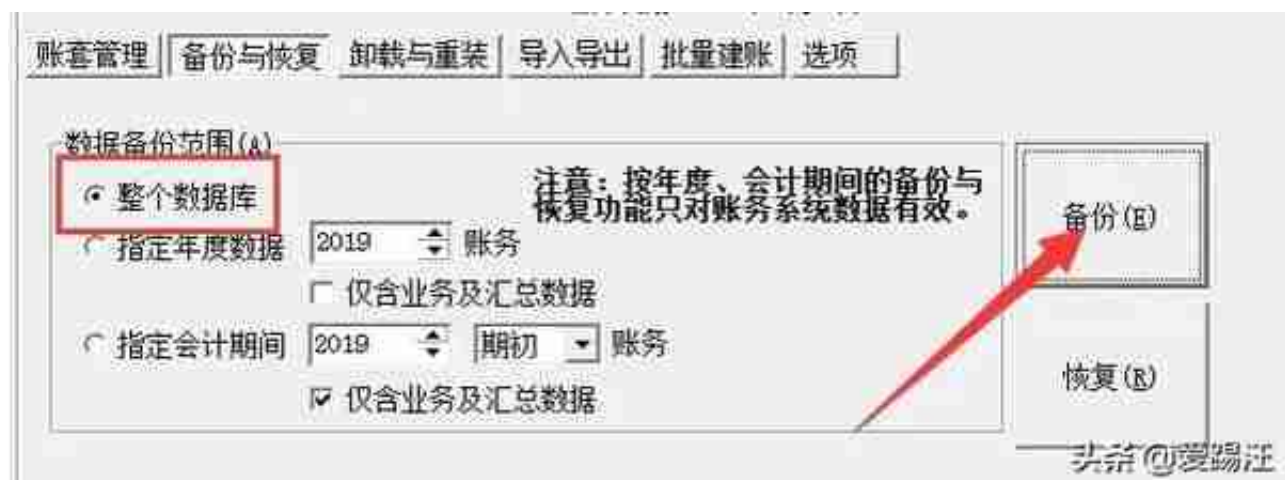 账套管理 备份与恢复 卸载与重装 导入导出 批量建账 选项
数据备份范围(A)
整个数据库
注意：按年度、会计期间的备份与
恢复功能只对账务系统数据有效。
备份(E)
指定年度数据 2019 账务
仅含业务及汇总数据
指定会计期间 2019 期初 账务
恢复(R)
仅含业务及汇总数据
头条 @爱踢汪